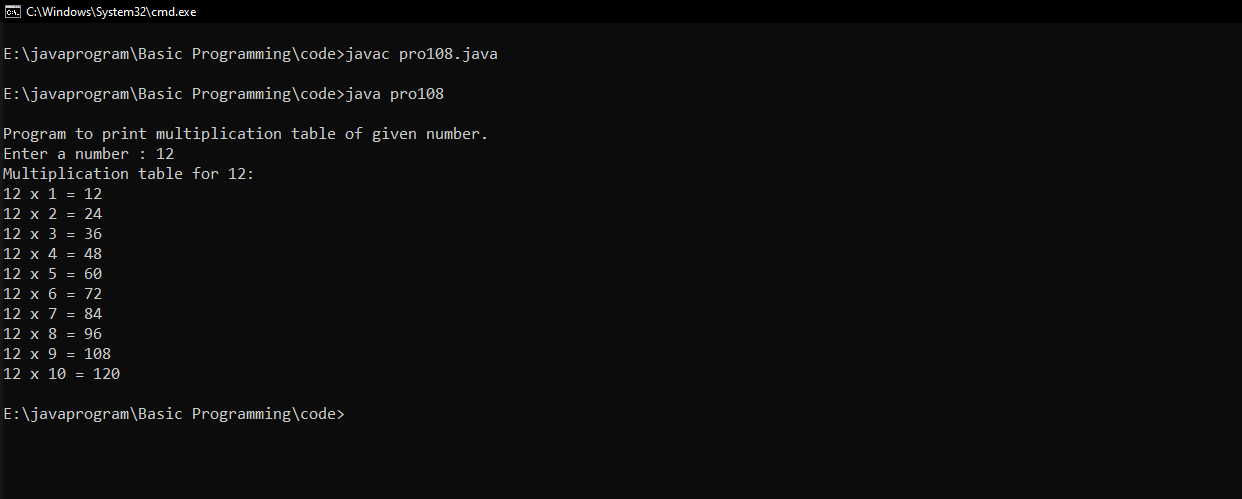 C:\Windows\System32\cmd.exe
E:\javaprogram\Basic Programming\code>javac pro108.java
E:\javaprogram\Basic Programming\code>java pro108
Program to print multiplication table of given number.
Enter a number : 12
Multiplication table for 12:
12 x 1 = 12
12 x 2 = 24
12 x 3 = 36
12 x 4 = 48
12 x 5 = 60
12 x 6 = 72
12 x 7 = 84
12 x 8 = 96
12 x 9 = 108
12 x 10 = 120
E:\javaprogram\Basic Programming\code>